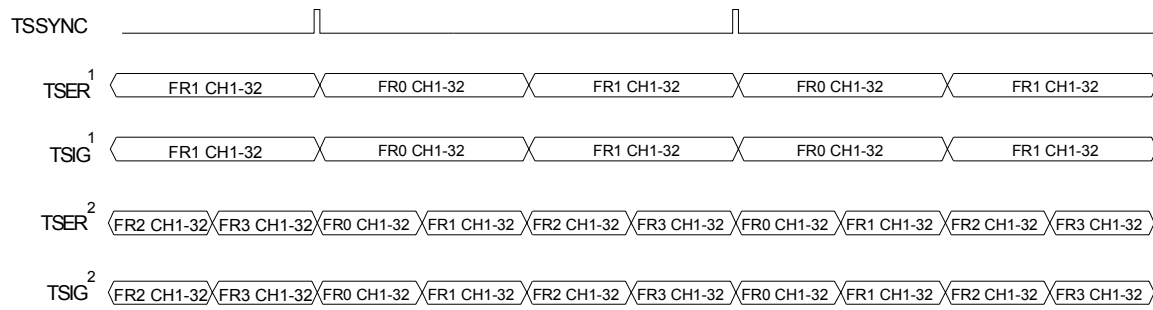 TSSYNC
TSER1 FR1 CH1-32 FR0 CH1-32 FR1 CH1-32 FR0 CH1-32 FR1 CH1-32
TSIG1 FR1 CH1-32 FR0 CH1-32 FR1 CH1-32 FR0 CH1-32 FR1 CH1-32
TSER2 FR2 CH1-32 FR3 CH1-32 FR0 CH1-32 FR1 CH1-32 FR2 CH1-32 FR3 CH1-32 FR0 CH1-32 FR1 CH1-32 FR2 CH1-32 FR3 CH1-32
TSIG2 FR2 CH1-32 FR3 CH1-32 FR0 CH1-32 FR1 CH1-32 FR2 CH1-32 FR3 CH1-32 FR0 CH1-32 FR1 CH1-32 FR2 CH1-32 FR3 CH1-32